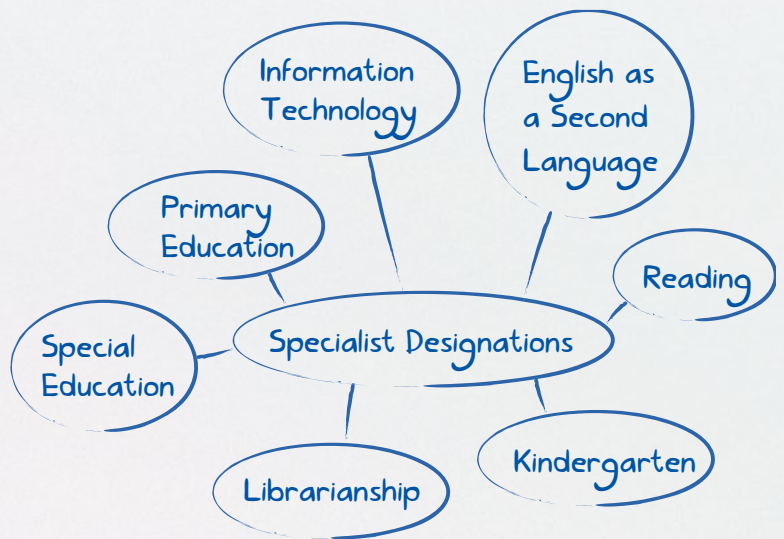 Information
Technology
English as
a Second
Language
Primary
Education
Reading
Special
Education
Specialist Designations
Librarianship
Kindergarten